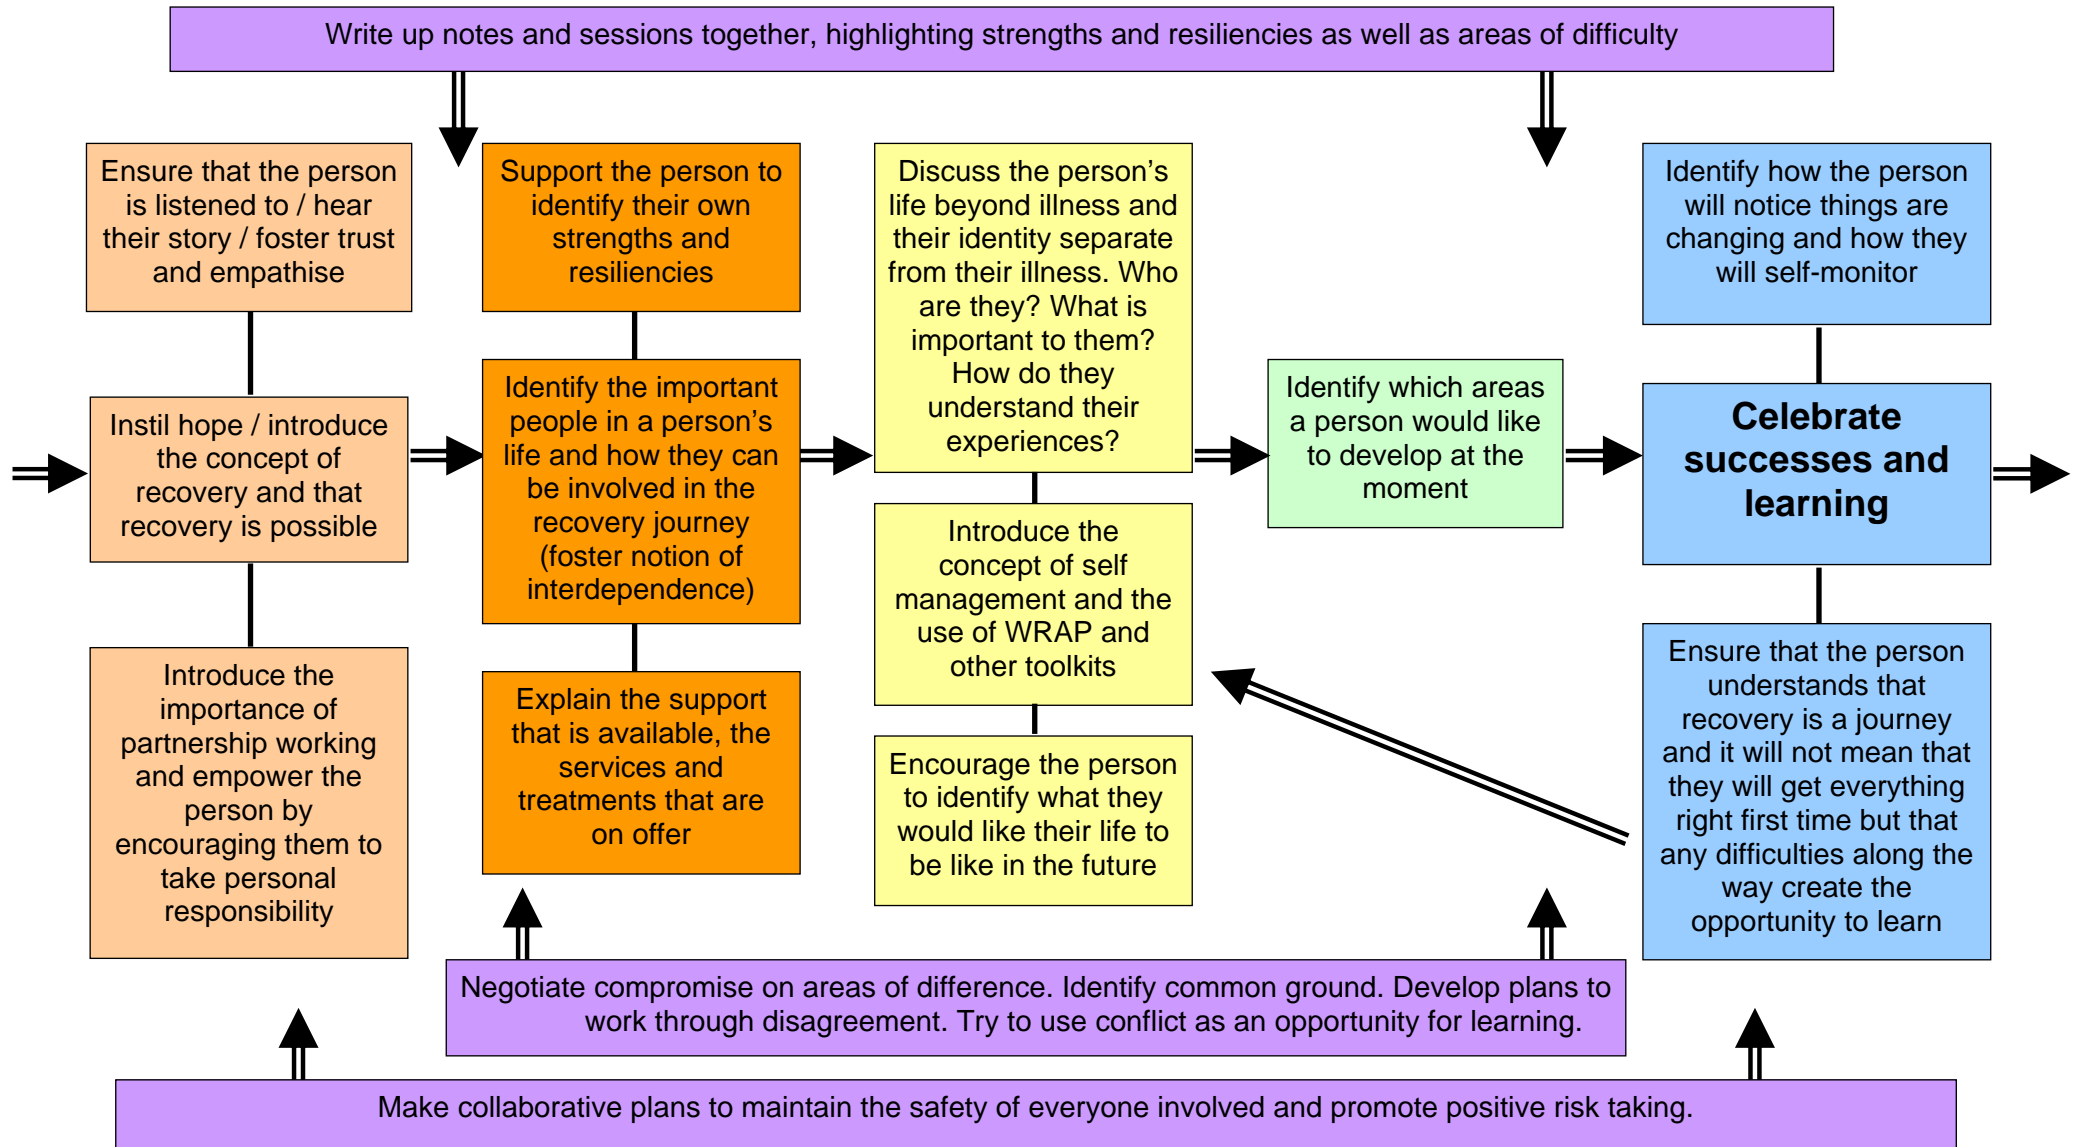 Write up notes and sessions together, highlighting strengths and resiliencies as well as areas of difficulty
Ensure that the person
is listened to / hear
their story / foster trust
and empathise
Instil hope / introduce
the concept of
recovery and that
recovery is possible
Introduce the
importance of
partnership working
and empower the
person by
encouraging them to
take personal
responsibility
Support the person to
identify their own
strengths and
resiliencies
Identify the important
people in a person’s
life and how they can
be involved in the
recovery journey
(foster notion of
interdependence)
Explain the support
that is available, the
services and
treatments that are
on offer
Discuss the person’s
life beyond illness and
their identity separate
from their illness. Who
are they? What is
important to them?
How do they
understand their
experiences?
Introduce the
concept of self
management and the
use of WRAP and
other toolkits
Encourage the person
to identify what they
would like their life to
be like in the future
Identify which areas
a person would like
to develop at the
moment
Identify how the person
will notice things are
changing and how they
will self-monitor
Celebrate
successes and
learning
Ensure that the person
understands that
recovery is a journey
and it will not mean that
they will get everything
right first time but that
any difficulties along the
way create the
opportunity to learn
Negotiate compromise on areas of difference. Identify common ground. Develop plans to
work through disagreement. Try to use conflict as an opportunity for learning.
Make collaborative plans to maintain the safety of everyone involved and promote positive risk taking.